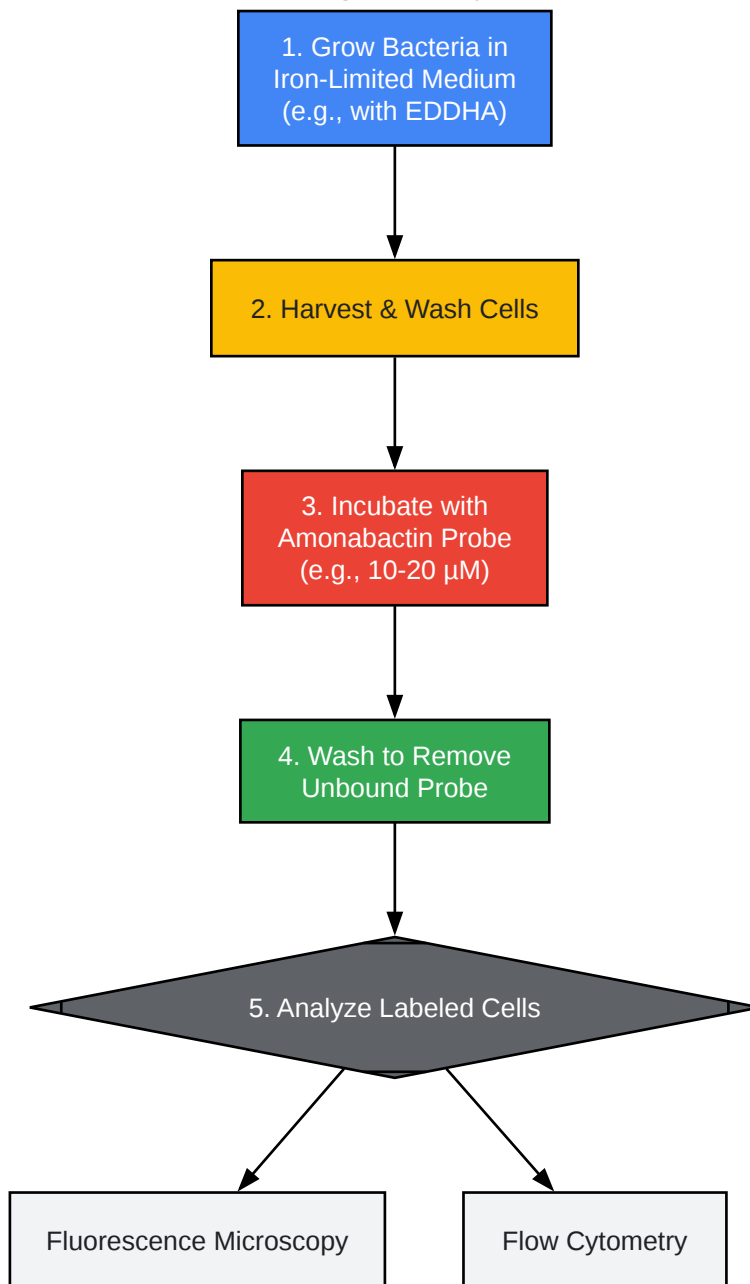 1. Grow Bacteria in
Iron-Limited Medium
(e.g., with EDDHA)
2. Harvest & Wash Cells
3. Incubate with
Amonabactin Probe
(e.g., 10-20 µM)
4. Wash to Remove
Unbound Probe
5. Analyze Labeled Cells
Fluorescence Microscopy
Flow Cytometry